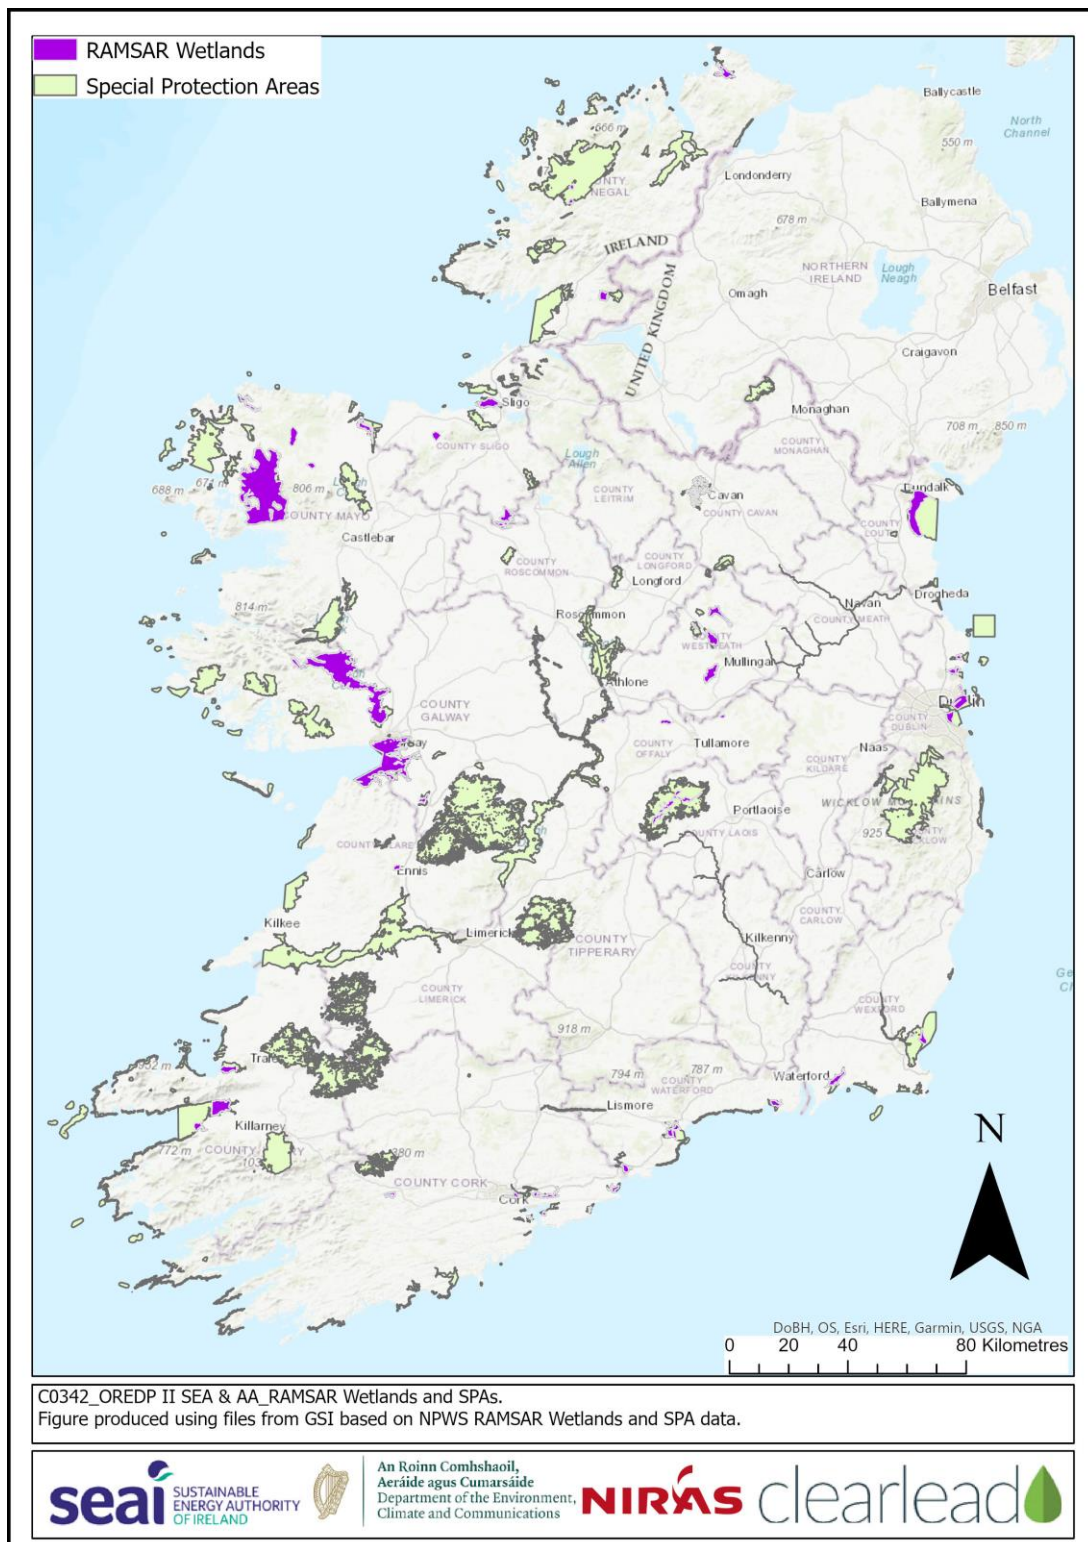 RAMSAR Wetlands
Special Protection Areas
Ballycastle
North
Channel
666 m
550 m
Londonderry
Ballymena
678 m
IRELAND
NORTHERN
IRELAND
Lough
Neagh
Belfast
Omagh
UNITED KINGDOM
Craigavon
Sligo
Monaghan
COUNTY
MONAGHAN
708 m
850 m
COUNTY SLIGO
Lough
Allen
COUNTY
LEITRIM
Cavan
COUNTY CAVAN
Dundalk
688 m
806 m
COUNTY MAYO
Castlebar
COUNTY
ROSCOMMON
COUNTY
LONGFORD
Longford
Drogheda
Navan
COUNTY MEATH
814 m
Mullingar
Athlone
COUNTY
GALWAY
Dublin
COUNTY
DUBLIN
COUNTY
OFFALY
Tullamore
Naas
COUNTY
KILDARE
Portlaoise
COUNTY LAOIS
925
Ennis
Carlow
COUNTY
CARLOW
Kilkee
Limerick
COUNTY
TIPPERARY
Kilkenny
COUNTY
LIMERICK
COUNTY
WEXFORD
918 m
794 m
787 m
COUNTY
WATERFORD
Waterford
Lismore
Killarney
772 m
COUNTY CORK
Cork
N
DoBH, OS, Esri, HERE, Garmin, USGS, NGA
0 20 40 80 Kilometres
C0342_OREDP II SEA & AA_RAMSAR Wetlands and SPAs.
Figure produced using files from GSI based on NPWS RAMSAR Wetlands and SPA data.
seai SUSTAINABLE
ENERGY AUTHORITY
OF IRELAND
An Roinn Comhshaoil,
Aeráide agus Cumarsáide
Department of the Environment,
Climate and Communications
NIRAS
clearlead